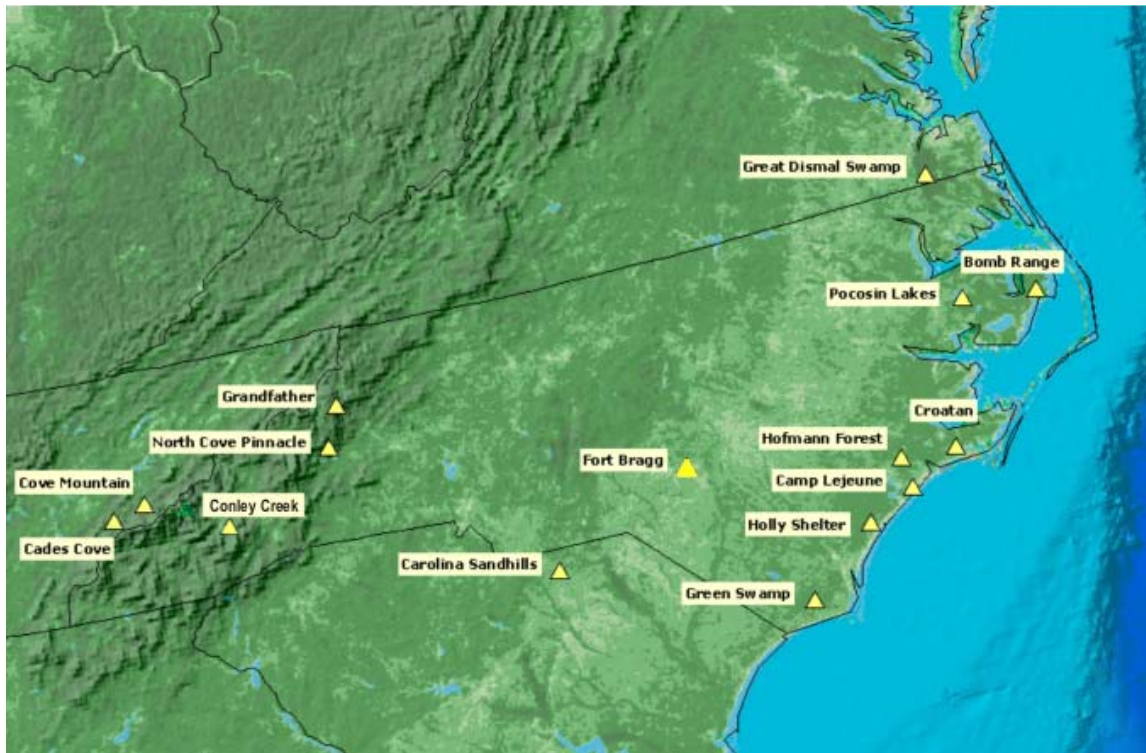 Great Dismal Swamp
Bomb Range
Pocosin Lakes
Grandfather
Croatan
North Cove Pinnacle
Hofmann Forest
Fort Bragg
Camp Lejeune
Cove Mountain
Conley Creek
Holly Shelter
Cades Cove
Carolina Sandhills
Green Swamp